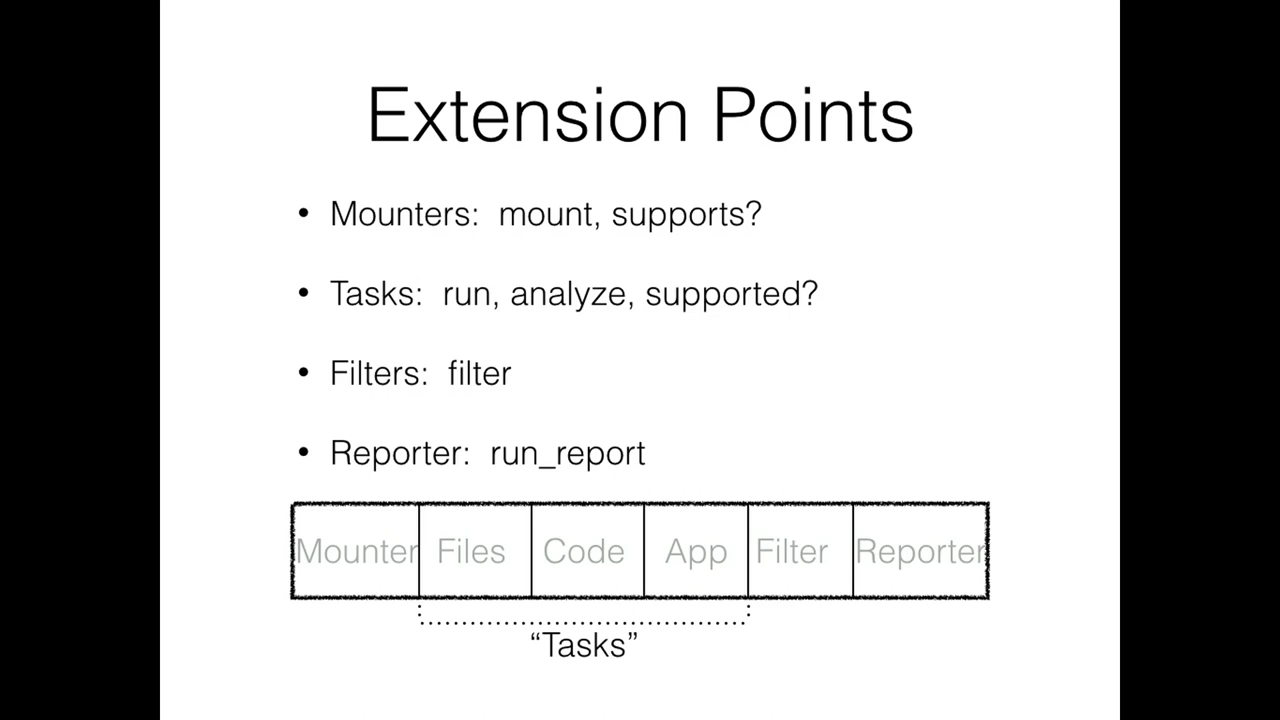 Extension Points
• Mounters: mount, supports?
• Tasks: run, analyze, supported?
• Filters: filter
• Reporter: run_report
Mounter Files Code App Filter Reporter
“Tasks”